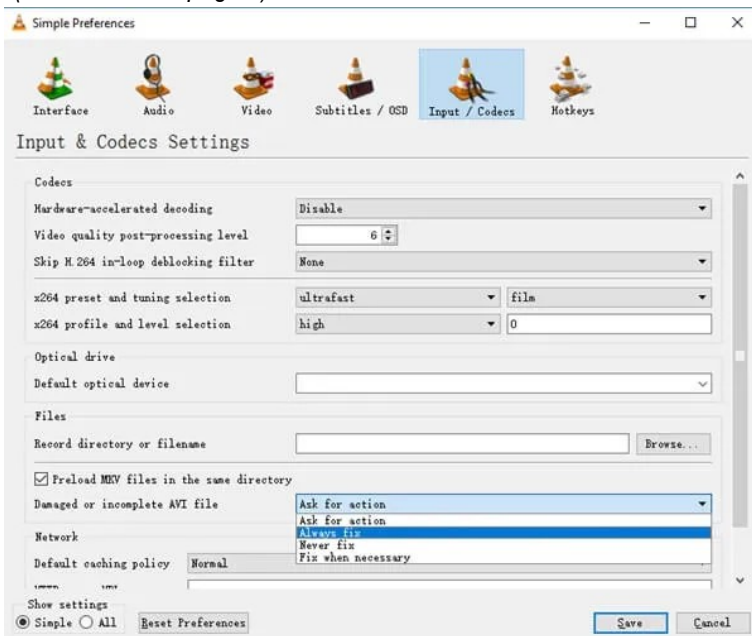 Simple Preferences
Interface Audio Video Subtitles / OSD Input / Codecs Hotkeys
Input & Codecs Settings
Codecs
Hardware-accelerated decoding Disable
Video quality post-processing level 6
Skip H.264 in-loop deblocking filter None
x264 preset and tuning selection ultrafast film
x264 profile and level selection high 0
Optical drive
Default optical device
Files
Record directory or filename Browse...
Preload MKV files in the same directory
Damaged or incomplete AVI file Ask for action
Ask for action
Always fix
Never fix
Fix when necessary
Network
Default caching policy Normal
Show settings
Simple All Reset Preferences Save Cancel